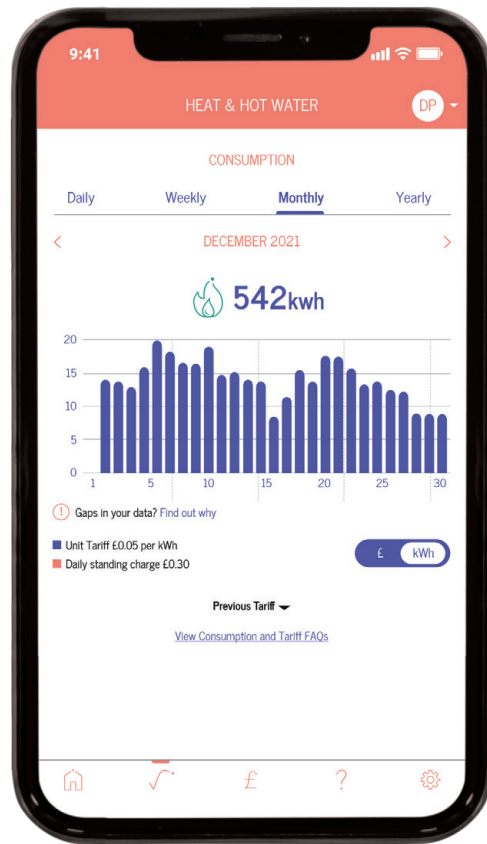 9:41
HEAT & HOT WATER DP
CONSUMPTION
Daily Weekly Monthly Yearly
< DECEMBER 2021 >
542kwh
20
15
10
5
0
1 5 10 15 20 25 30
! Gaps in your data? Find out why
Unit Tariff £0.05 per kWh
Daily standing charge £0.30
£ kWh
Previous Tariff
View Consumption and Tariff FAQs
£ ?